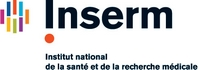 Inserm
Institut national
de la santé et de la recherche médicale